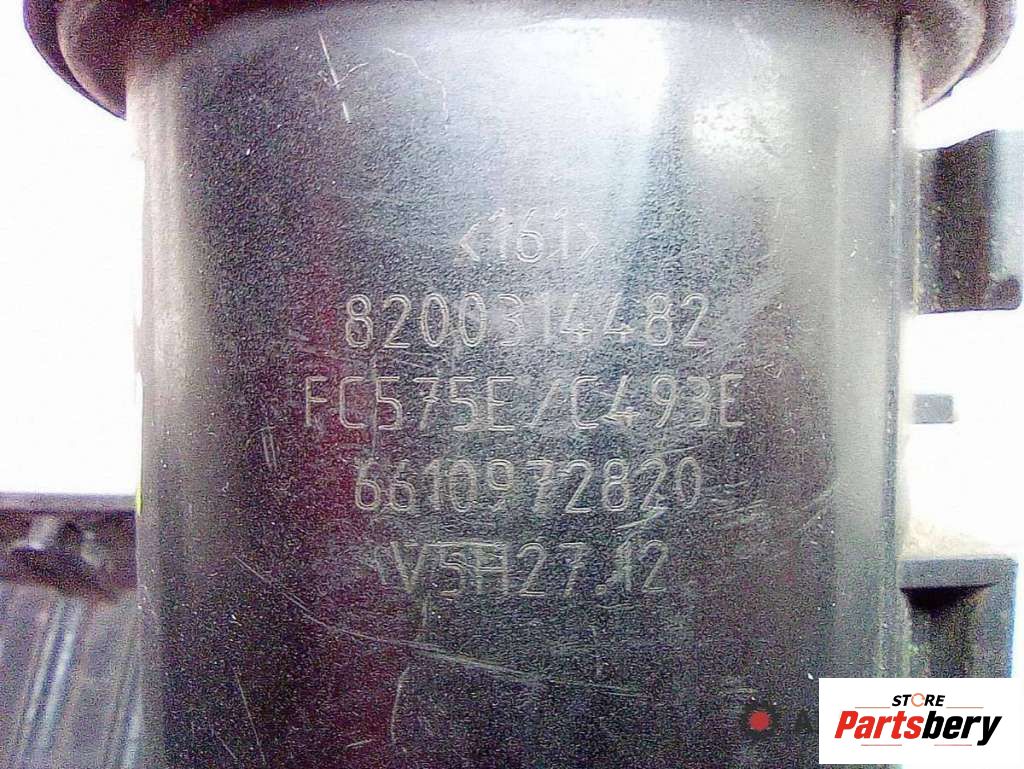 <161>
8200314482
FC575E/C493E
6610972820
V5H27.12
STORE
Partsbery